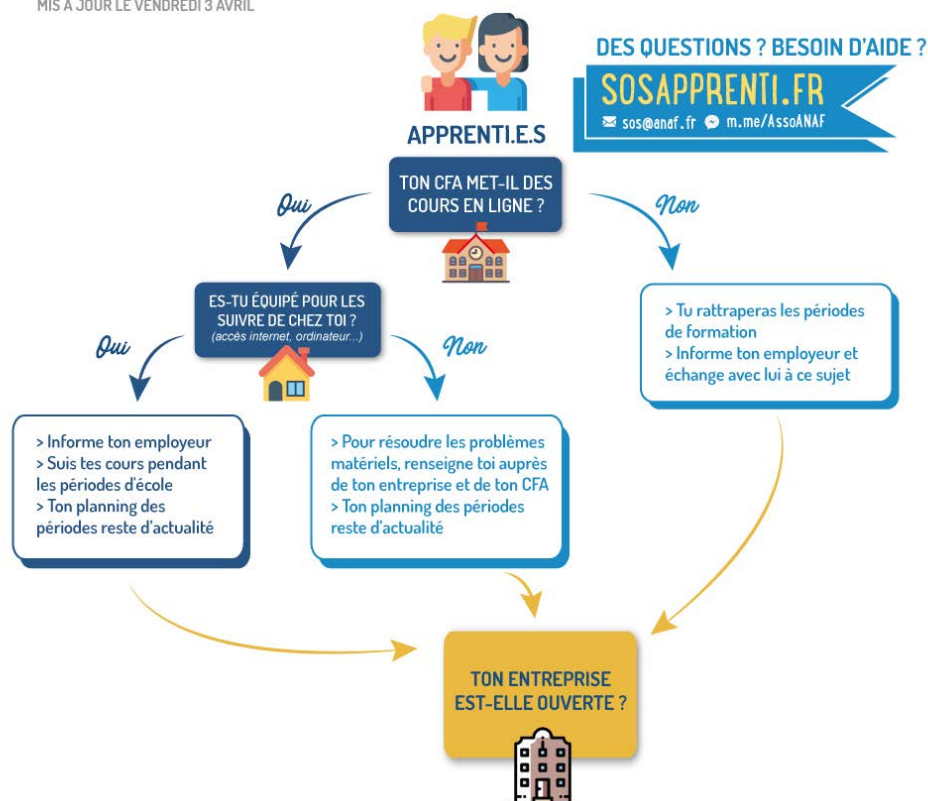 MIS À JOUR LE VENDREDI 3 AVRIL
DES QUESTIONS ? BESOIN D'AIDE ?
SOSAPPRENTI.FR
sos@anaf.fr m.me/AssoANAF
APPRENTI.E.S
TON CFA MET-IL DES
COURS EN LIGNE ?
Oui
Non
ES-TU ÉQUIPÉ POUR LES
SUIVRE DE CHEZ TOI ?
(accès internet, ordinateur...)
> Tu rattraperas les périodes
de formation
> Informe ton employeur et
échange avec lui à ce sujet
Oui
Non
> Informe ton employeur
> Suis tes cours pendant
les périodes d'école
> Ton planning des
périodes reste d'actualité
> Pour résoudre les problèmes
matériels, renseigne toi auprès
de ton entreprise et de ton CFA
> Ton planning des périodes
reste d'actualité
TON ENTREPRISE
EST-ELLE OUVERTE ?